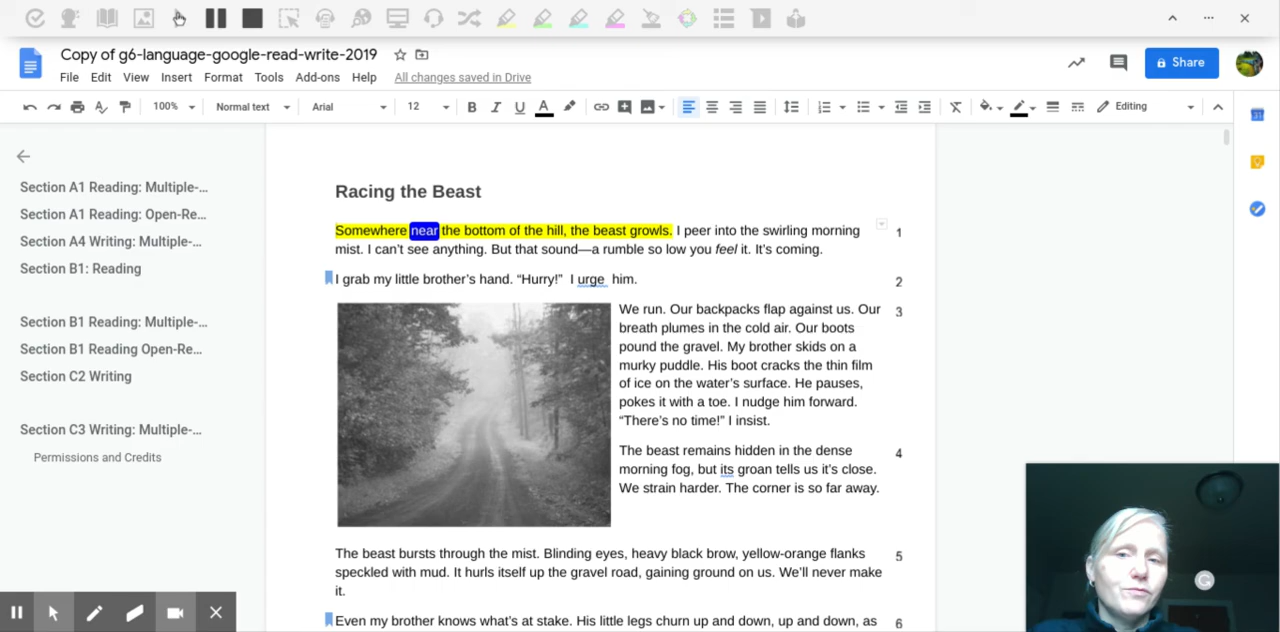 Copy of g6-language-google-read-write-2019
File Edit View Insert Format Tools Add-ons Help All changes saved in Drive
Share
100% Normal text Arial 12 B I U A Editing
31
Section A1 Reading: Multiple-...
Section A1 Reading: Open-Re...
Section A4 Writing: Multiple-...
Section B1: Reading
Section B1 Reading: Multiple-...
Section B1 Reading Open-Re...
Section C2 Writing
Section C3 Writing: Multiple-...
Permissions and Credits
Racing the Beast
Somewhere near the bottom of the hill, the beast growls. I peer into the swirling morning 1
mist. I can’t see anything. But that sound—a rumble so low you feel it. It’s coming.
I grab my little brother’s hand. “Hurry!” I urge him. 2
We run. Our backpacks flap against us. Our 3
breath plumes in the cold air. Our boots
pound the gravel. My brother skids on a
murky puddle. His boot cracks the thin film
of ice on the water’s surface. He pauses,
pokes it with a toe. I nudge him forward.
“There’s no time!” I insist.
The beast remains hidden in the dense 4
morning fog, but its groan tells us it’s close.
We strain harder. The corner is so far away.
The beast bursts through the mist. Blinding eyes, heavy black brow, yellow-orange flanks 5
speckled with mud. It hurls itself up the gravel road, gaining ground on us. We’ll never make
it.
Even my brother knows what’s at stake. His little legs churn up and down, up and down, as 6